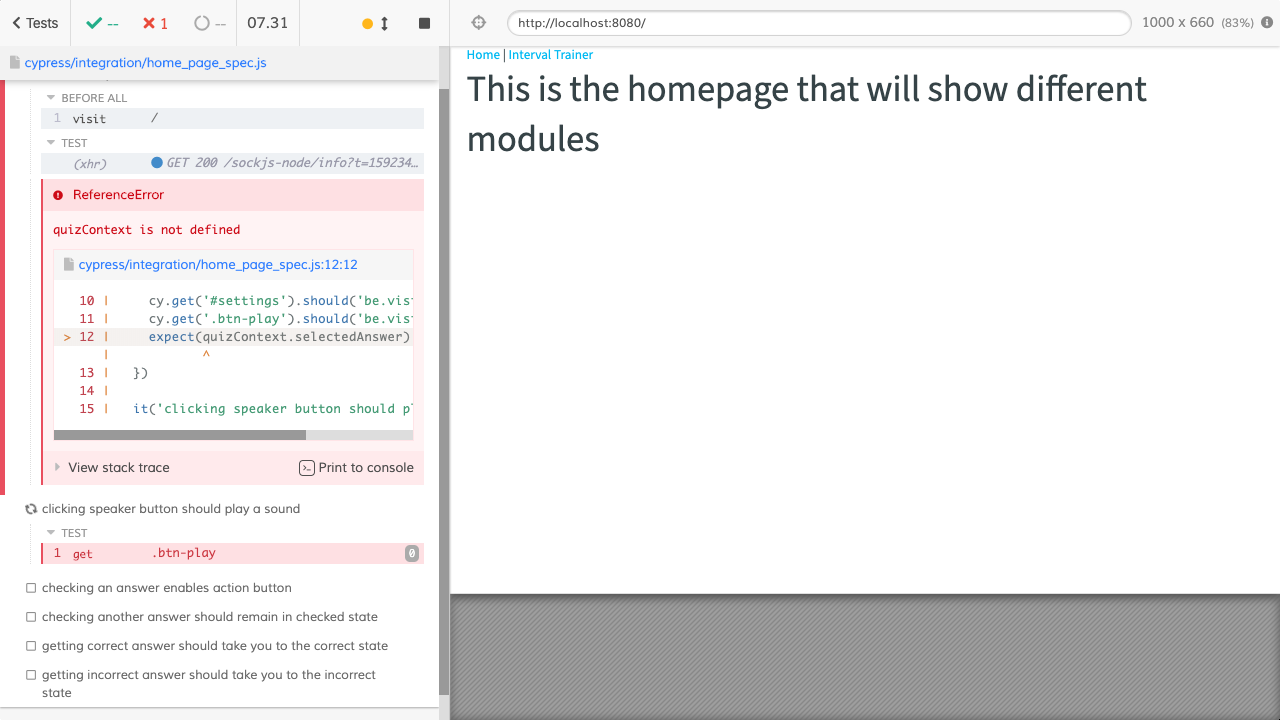 Tests
--
1
--
07.31
http://localhost:8080/
1000 x 660 (83%)
cypress/integration/home_page_spec.js
BEFORE ALL
1 visit /
TEST
(xhr) GET 200 /sockjs-node/info?t=159234…
ReferenceError
quizContext is not defined
cypress/integration/home_page_spec.js:12:12
10 | cy.get('#settings').should('be.vis
11 | cy.get('.btn-play').should('be.vis
> 12 | expect(quizContext.selectedAnswer)
| ^
13 | })
14 |
15 | it('clicking speaker button should pl
View stack trace
Print to console
clicking speaker button should play a sound
TEST
1 get .btn-play 0
checking an answer enables action button
checking another answer should remain in checked state
getting correct answer should take you to the correct state
getting incorrect answer should take you to the incorrect
state
Home | Interval Trainer
This is the homepage that will show different
modules